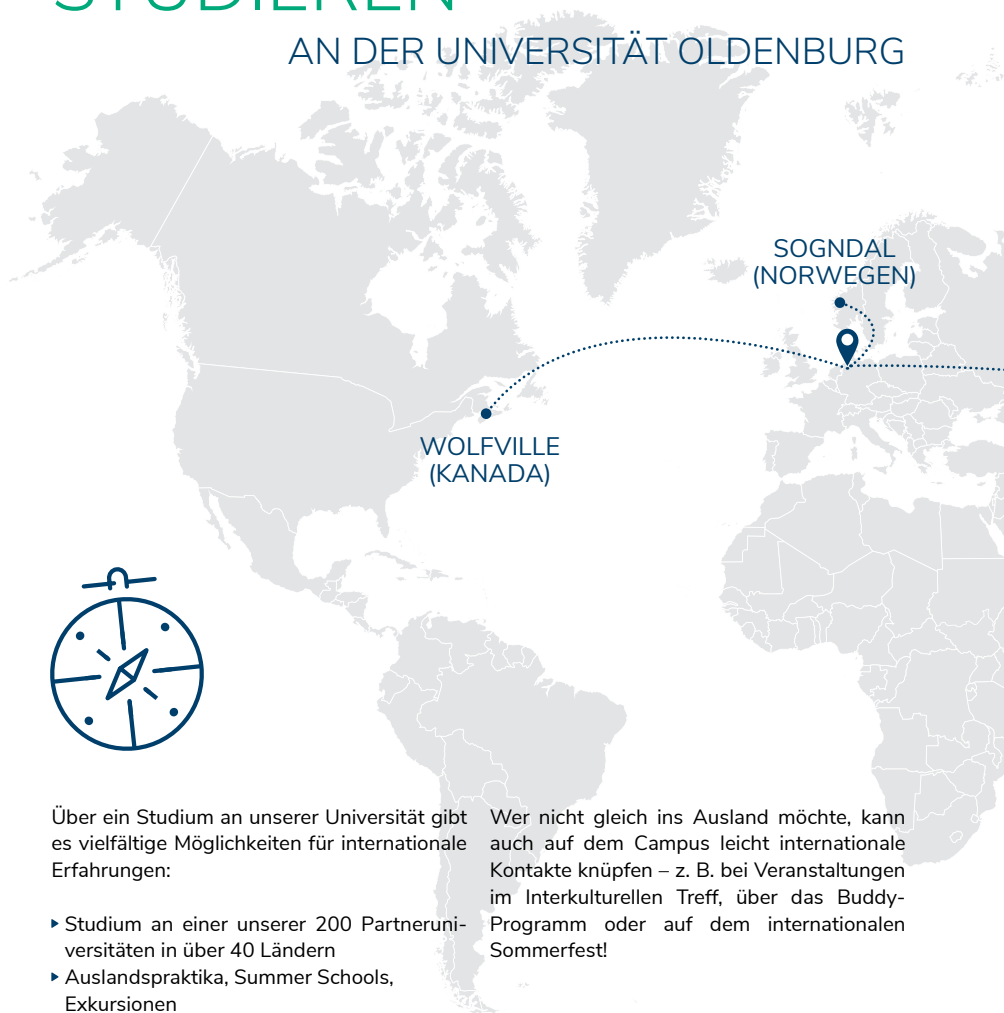 STUDIEREN
AN DER UNIVERSITÄT OLDENBURG
SOGNDAL
(NORWEGEN)
WOLFVILLE
(KANADA)
Über ein Studium an unserer Universität gibt
es vielfältige Möglichkeiten für internationale
Erfahrungen:
Studium an einer unserer 200 Partneruni-
versitäten in über 40 Ländern
Auslandspraktika, Summer Schools,
Exkursionen
Wer nicht gleich ins Ausland möchte, kann
auch auf dem Campus leicht internationale
Kontakte knüpfen – z. B. bei Veranstaltungen
im Interkulturellen Treff, über das Buddy-
Programm oder auf dem internationalen
Sommerfest!